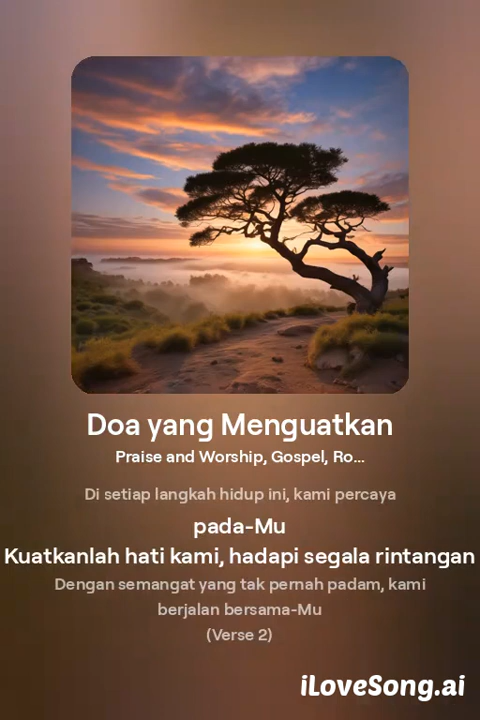 Doa yang Menguatkan
Praise and Worship, Gospel, Ro...
Di setiap langkah hidup ini, kami percaya
pada-Mu
Kuatkanlah hati kami, hadapi segala rintangan
Dengan semangat yang tak pernah padam, kami
berjalan bersama-Mu
(Verse 2)
iLoveSong.ai